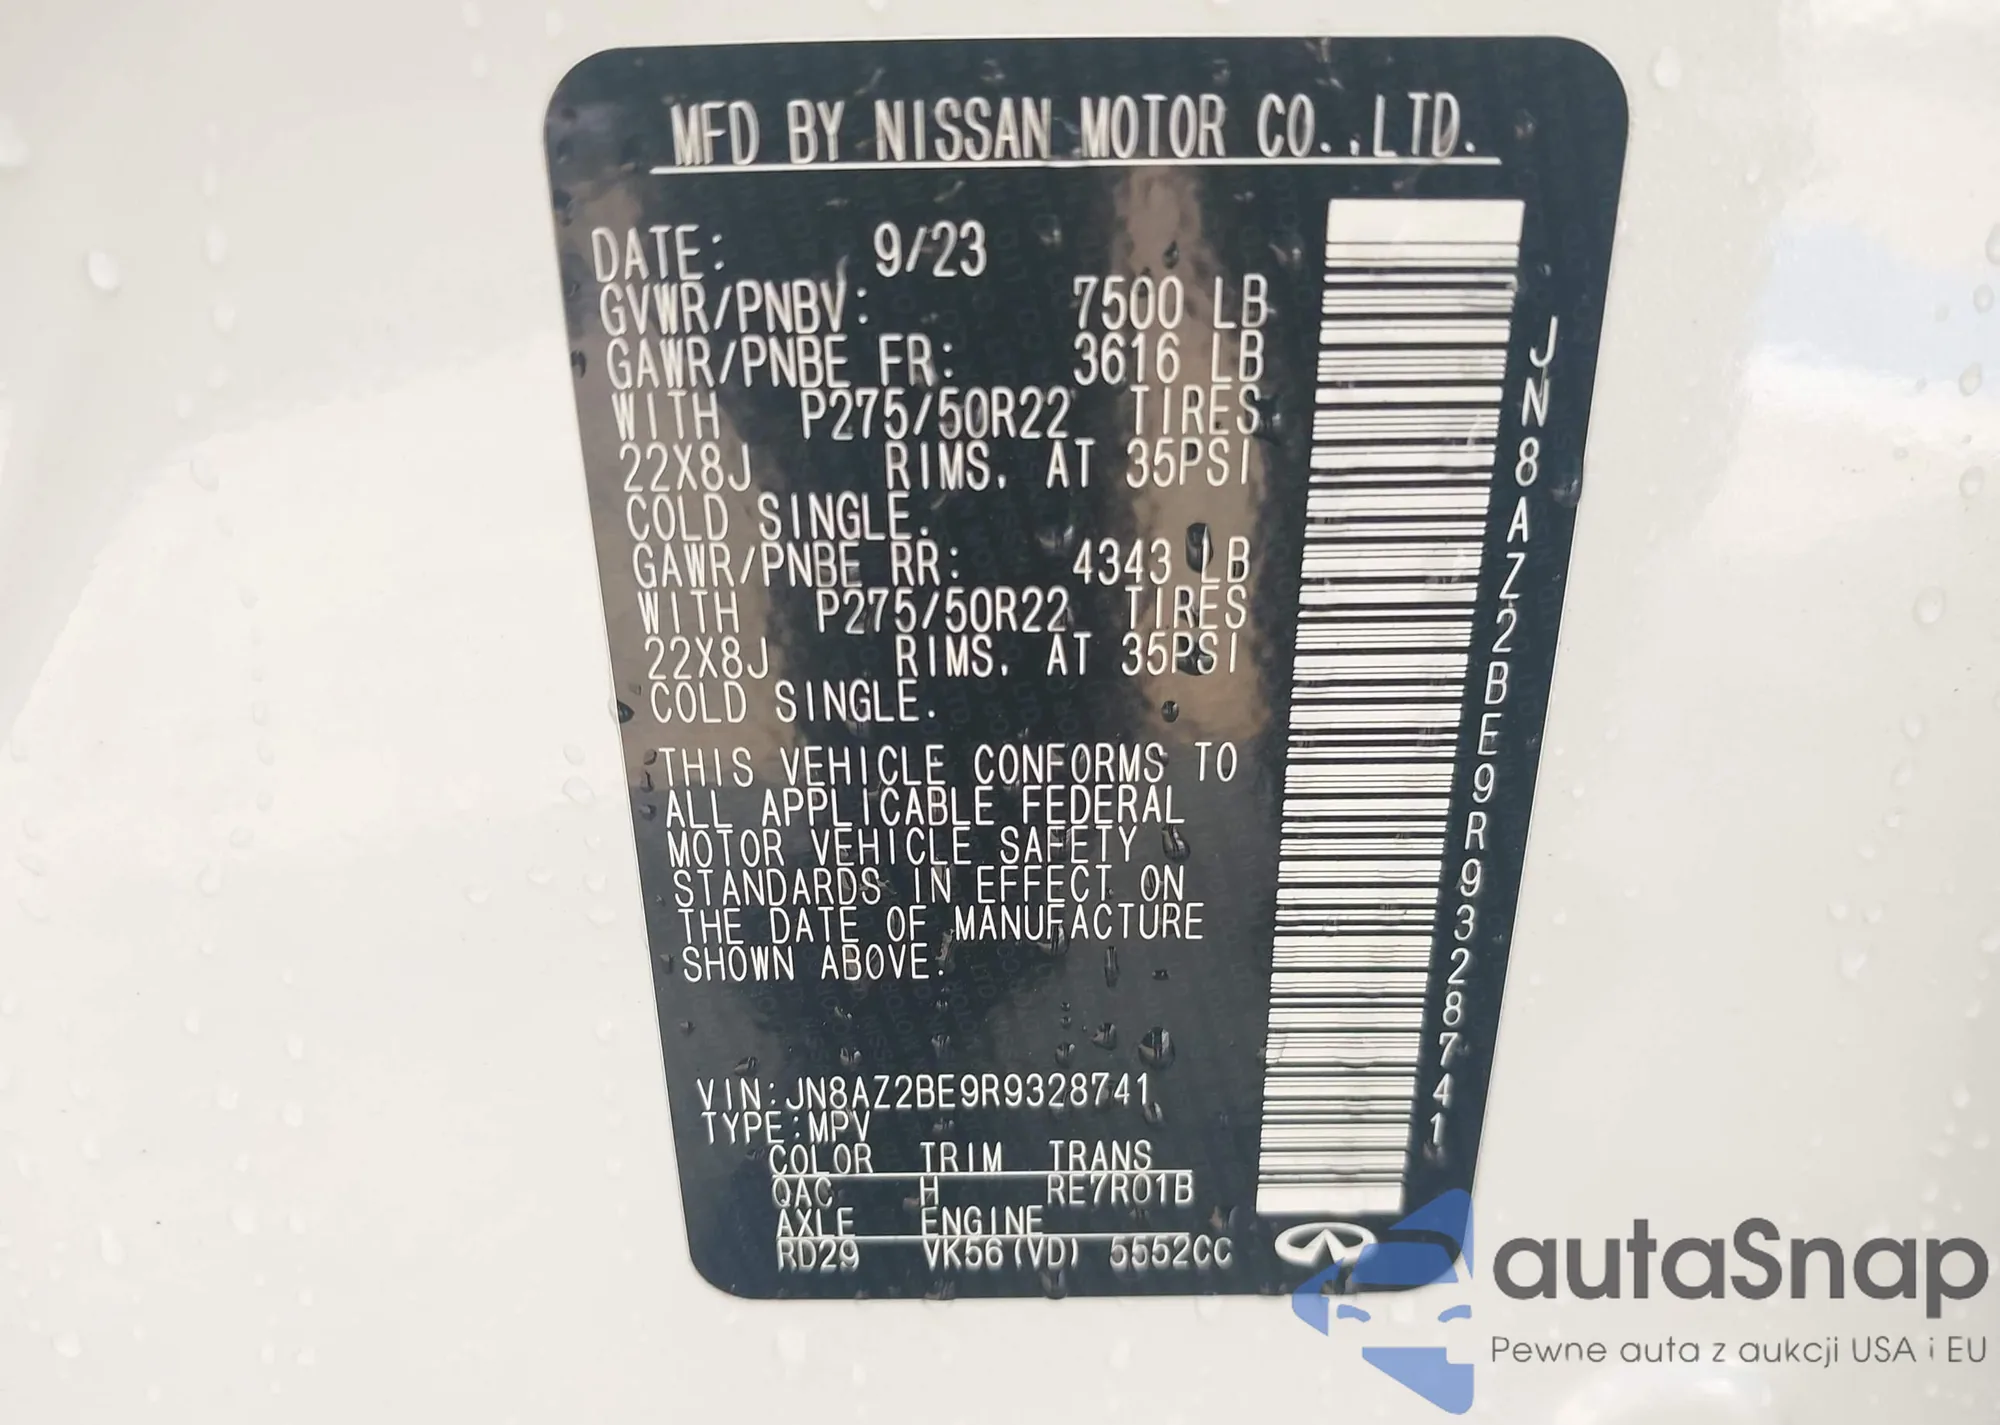 MFD BY NISSAN MOTOR CO.,LTD.
DATE: 9/23
GVWR/PNBV: 7500 LB
GAWR/PNBE FR: 3616 LB
WITH P275/50R22 TIRES
22X8J RIMS, AT 35PSI
COLD SINGLE.
GAWR/PNBE RR: 4343 LB
WITH P275/50R22 TIRES
22X8J RIMS, AT 35PSI
COLD SINGLE.
THIS VEHICLE CONFORMS TO
ALL APPLICABLE FEDERAL
MOTOR VEHICLE SAFETY
STANDARDS IN EFFECT ON
THE DATE OF MANUFACTURE
SHOWN ABOVE.
VIN:JN8AZ2BE9R9328741
TYPE:MPV
COLOR TRIM TRANS
QAC H RE7R01B
AXLE ENGINE
RD29 VK56(VD) 5552CC
JN8AZ2BE9R9328741
autaSnap
Pewne auta z aukcji USA i EU